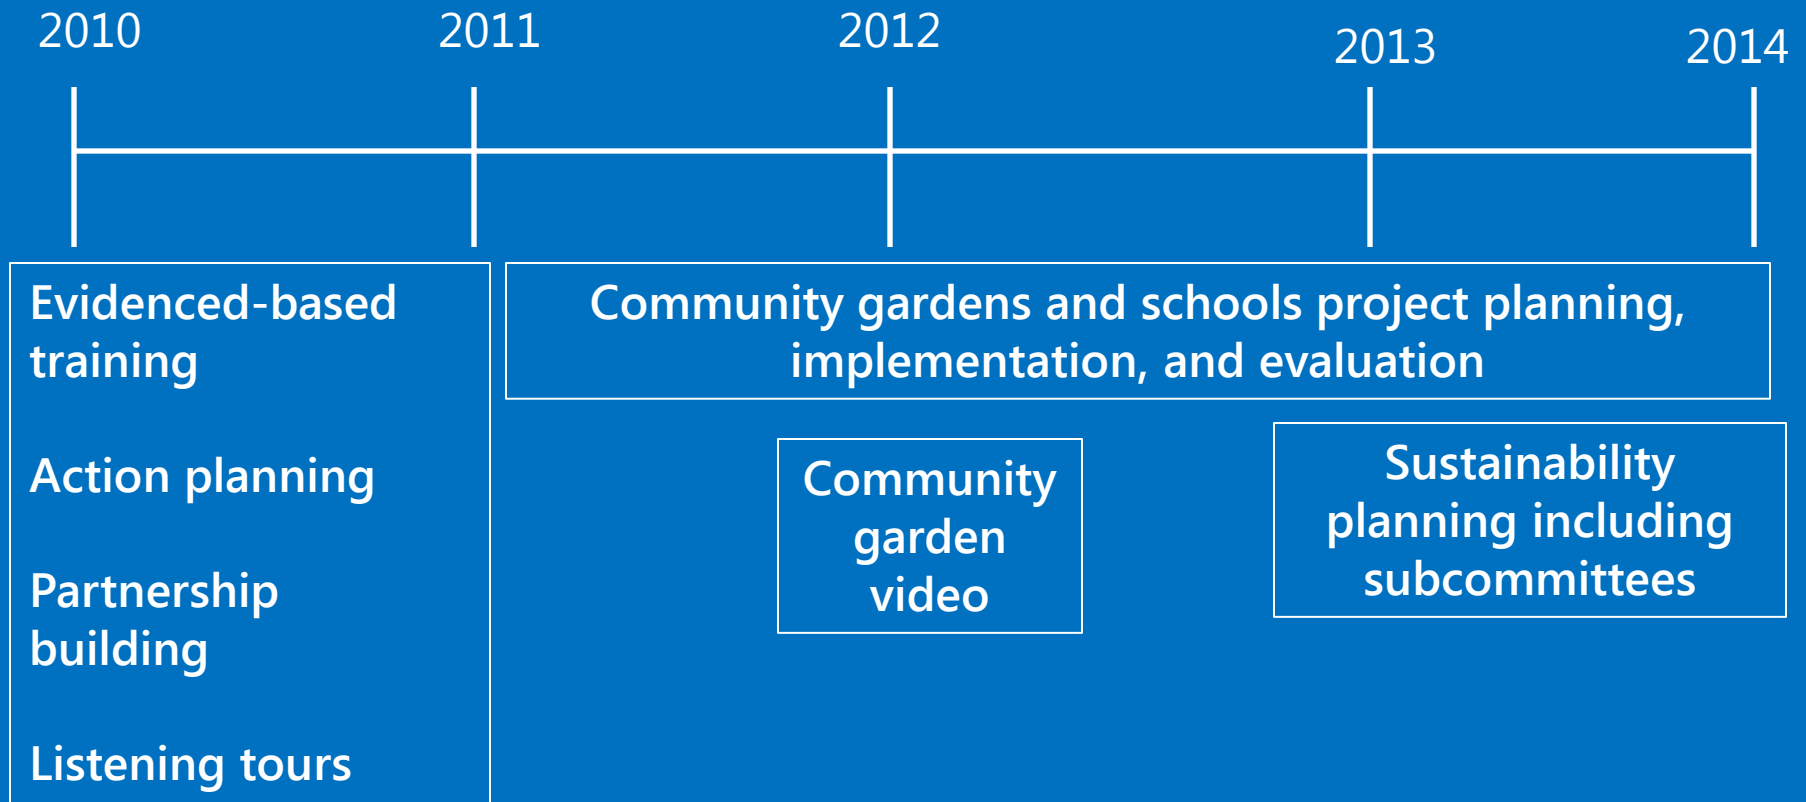 2010
2011
2012
2013
2014
Evidenced-based
training
Action planning
Partnership
building
Listening tours
Community gardens and schools project planning,
implementation, and evaluation
Community
garden
video
Sustainability
planning including
subcommittees